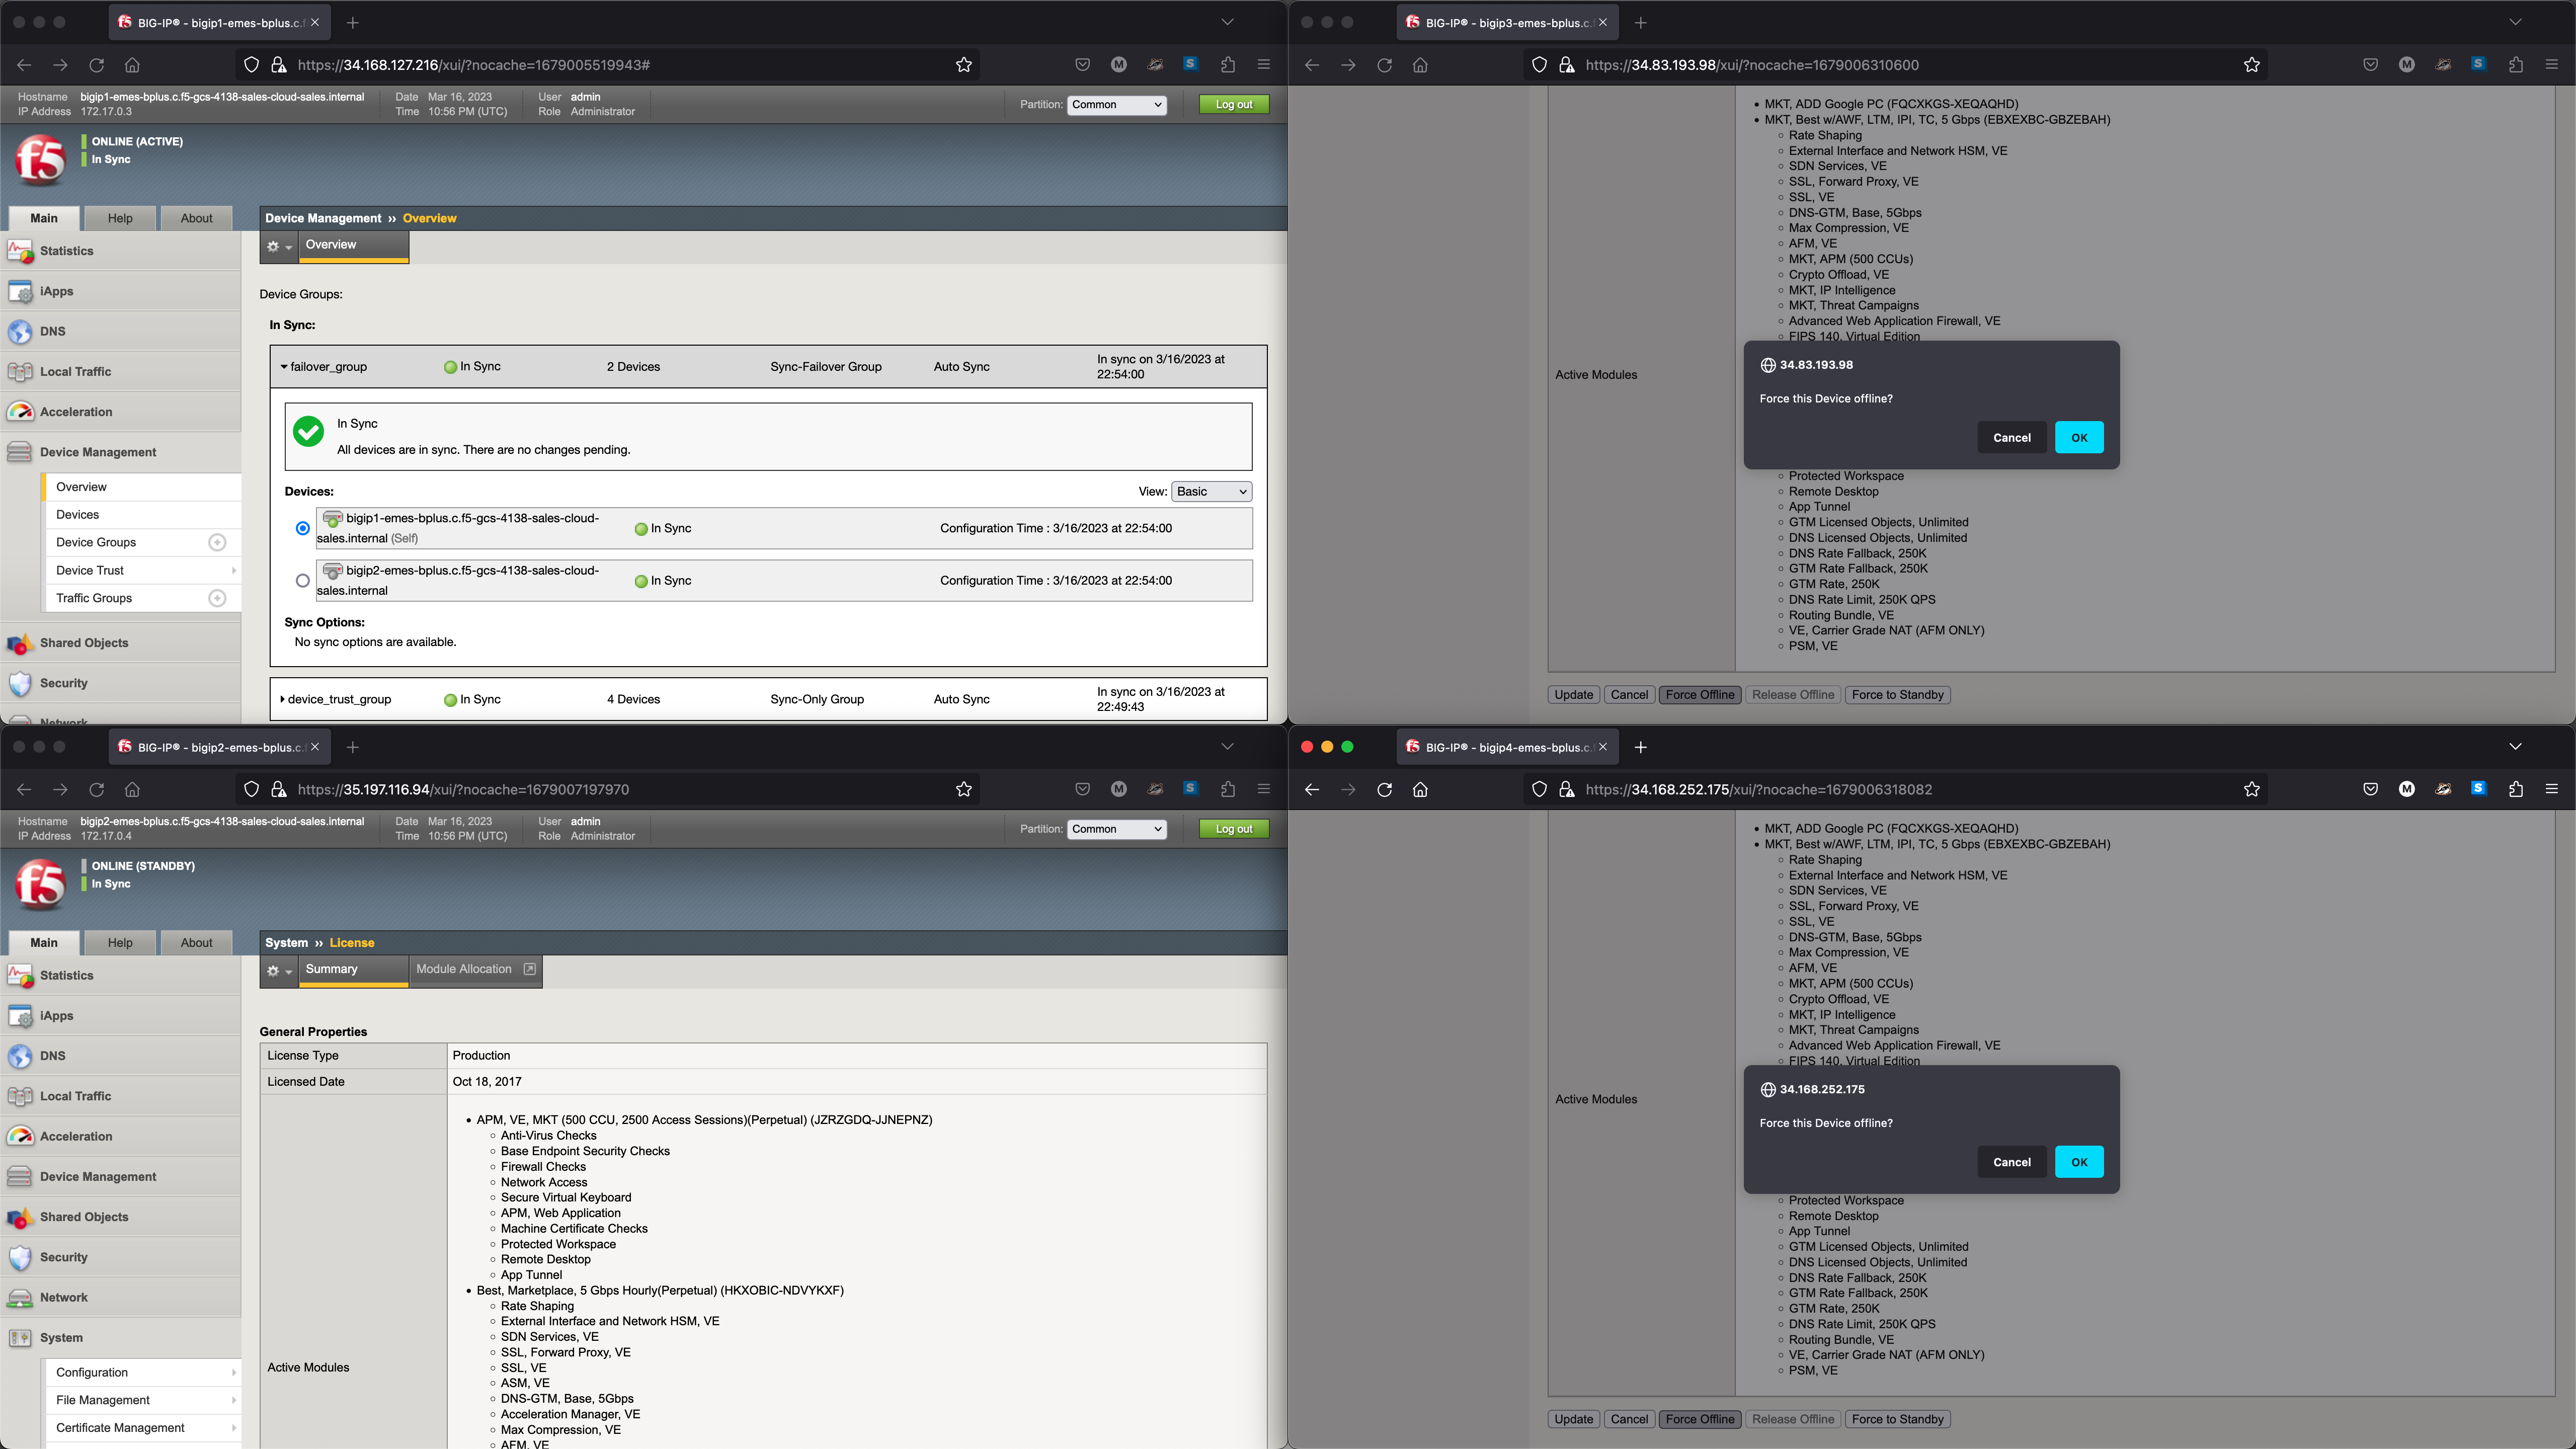 BIG-IP® - bigip1-emes-bplus.c.f
https://34.168.127.216/xui/?nocache=1679005519943#
Hostname bigip1-emes-bplus.c.f5-gcs-4138-sales-cloud-sales.internal Date Mar 16, 2023 User admin
IP Address 172.17.0.3 Time 10:56 PM (UTC) Role Administrator
Partition: Common Log out
f5
ONLINE (ACTIVE)
In Sync
Main Help About
Device Management ›› Overview
Overview
Statistics
iApps
DNS
Local Traffic
Acceleration
Device Management
Overview
Devices
Device Groups
Device Trust
Traffic Groups
Shared Objects
Security
Network
Device Groups:
In Sync:
failover_group In Sync 2 Devices Sync-Failover Group Auto Sync In sync on 3/16/2023 at
22:54:00
In Sync
All devices are in sync. There are no changes pending.
Devices: View: Basic
bigip1-emes-bplus.c.f5-gcs-4138-sales-cloud-
sales.internal (Self) In Sync Configuration Time : 3/16/2023 at 22:54:00
bigip2-emes-bplus.c.f5-gcs-4138-sales-cloud-
sales.internal In Sync Configuration Time : 3/16/2023 at 22:54:00
Sync Options:
No sync options are available.
device_trust_group In Sync 4 Devices Sync-Only Group Auto Sync In sync on 3/16/2023 at
22:49:43
BIG-IP® - bigip3-emes-bplus.c.f
https://34.83.193.98/xui/?nocache=1679006310600
MKT, ADD Google PC (FQCXKGS-XEQAQHD)
MKT, Best w/AWF, LTM, IPI, TC, 5 Gbps (EBXEXBC-GBZEBAH)
Rate Shaping
External Interface and Network HSM, VE
SDN Services, VE
SSL, Forward Proxy, VE
SSL, VE
DNS-GTM, Base, 5Gbps
Max Compression, VE
AFM, VE
MKT, APM (500 CCUs)
Crypto Offload, VE
MKT, IP Intelligence
MKT, Threat Campaigns
Advanced Web Application Firewall, VE
FIPS 140, Virtual Edition
Active Modules
34.83.193.98
Force this Device offline?
Cancel OK
Protected Workspace
Remote Desktop
App Tunnel
GTM Licensed Objects, Unlimited
DNS Licensed Objects, Unlimited
DNS Rate Fallback, 250K
GTM Rate Fallback, 250K
GTM Rate, 250K
DNS Rate Limit, 250K QPS
Routing Bundle, VE
VE, Carrier Grade NAT (AFM ONLY)
PSM, VE
Update Cancel Force Offline Release Offline Force to Standby
BIG-IP® - bigip2-emes-bplus.c.f
https://35.197.116.94/xui/?nocache=1679007197970
Hostname bigip2-emes-bplus.c.f5-gcs-4138-sales-cloud-sales.internal Date Mar 16, 2023 User admin
IP Address 172.17.0.4 Time 10:56 PM (UTC) Role Administrator
Partition: Common Log out
f5
ONLINE (STANDBY)
In Sync
Main Help About
System ›› License
Summary Module Allocation
Statistics
iApps
DNS
Local Traffic
Acceleration
Device Management
Shared Objects
Security
Network
System
Configuration
File Management
Certificate Management
General Properties
License Type Production
Licensed Date Oct 18, 2017
APM, VE, MKT (500 CCU, 2500 Access Sessions)(Perpetual) (JZRZGDQ-JJNEPNZ)
Anti-Virus Checks
Base Endpoint Security Checks
Firewall Checks
Network Access
Secure Virtual Keyboard
APM, Web Application
Machine Certificate Checks
Protected Workspace
Remote Desktop
App Tunnel
Best, Marketplace, 5 Gbps Hourly(Perpetual) (HKXOBIC-NDVYKXF)
Rate Shaping
External Interface and Network HSM, VE
SDN Services, VE
SSL, Forward Proxy, VE
Active Modules
SSL, VE
ASM, VE
DNS-GTM, Base, 5Gbps
Acceleration Manager, VE
Max Compression, VE
AFM, VE
BIG-IP® - bigip4-emes-bplus.c.f
https://34.168.252.175/xui/?nocache=1679006318082
MKT, ADD Google PC (FQCXKGS-XEQAQHD)
MKT, Best w/AWF, LTM, IPI, TC, 5 Gbps (EBXEXBC-GBZEBAH)
Rate Shaping
External Interface and Network HSM, VE
SDN Services, VE
SSL, Forward Proxy, VE
SSL, VE
DNS-GTM, Base, 5Gbps
Max Compression, VE
AFM, VE
MKT, APM (500 CCUs)
Crypto Offload, VE
MKT, IP Intelligence
MKT, Threat Campaigns
Advanced Web Application Firewall, VE
FIPS 140, Virtual Edition
Active Modules
34.168.252.175
Force this Device offline?
Cancel OK
Protected Workspace
Remote Desktop
App Tunnel
GTM Licensed Objects, Unlimited
DNS Licensed Objects, Unlimited
DNS Rate Fallback, 250K
GTM Rate Fallback, 250K
GTM Rate, 250K
DNS Rate Limit, 250K QPS
Routing Bundle, VE
VE, Carrier Grade NAT (AFM ONLY)
PSM, VE
Update Cancel Force Offline Release Offline Force to Standby